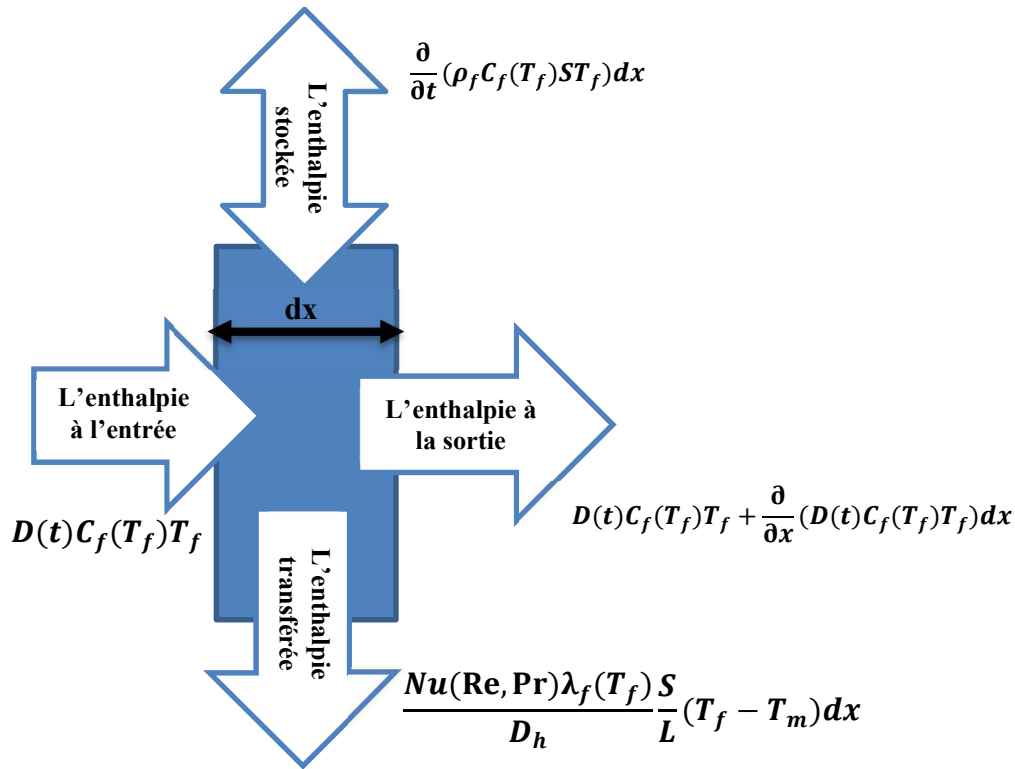 ∂/∂t (ρ_f C_f(T_f)ST_f)dx
L’enthalpie
stockée
dx
L’enthalpie
à l’entrée
L’enthalpie à
la sortie
D(t)C_f(T_f)T_f
D(t)C_f(T_f)T_f + ∂/∂x (D(t)C_f(T_f)T_f)dx
L’enthalpie
transférée
Nu(Re, Pr)λ_f(T_f)/D_h S/L (T_f − T_m)dx